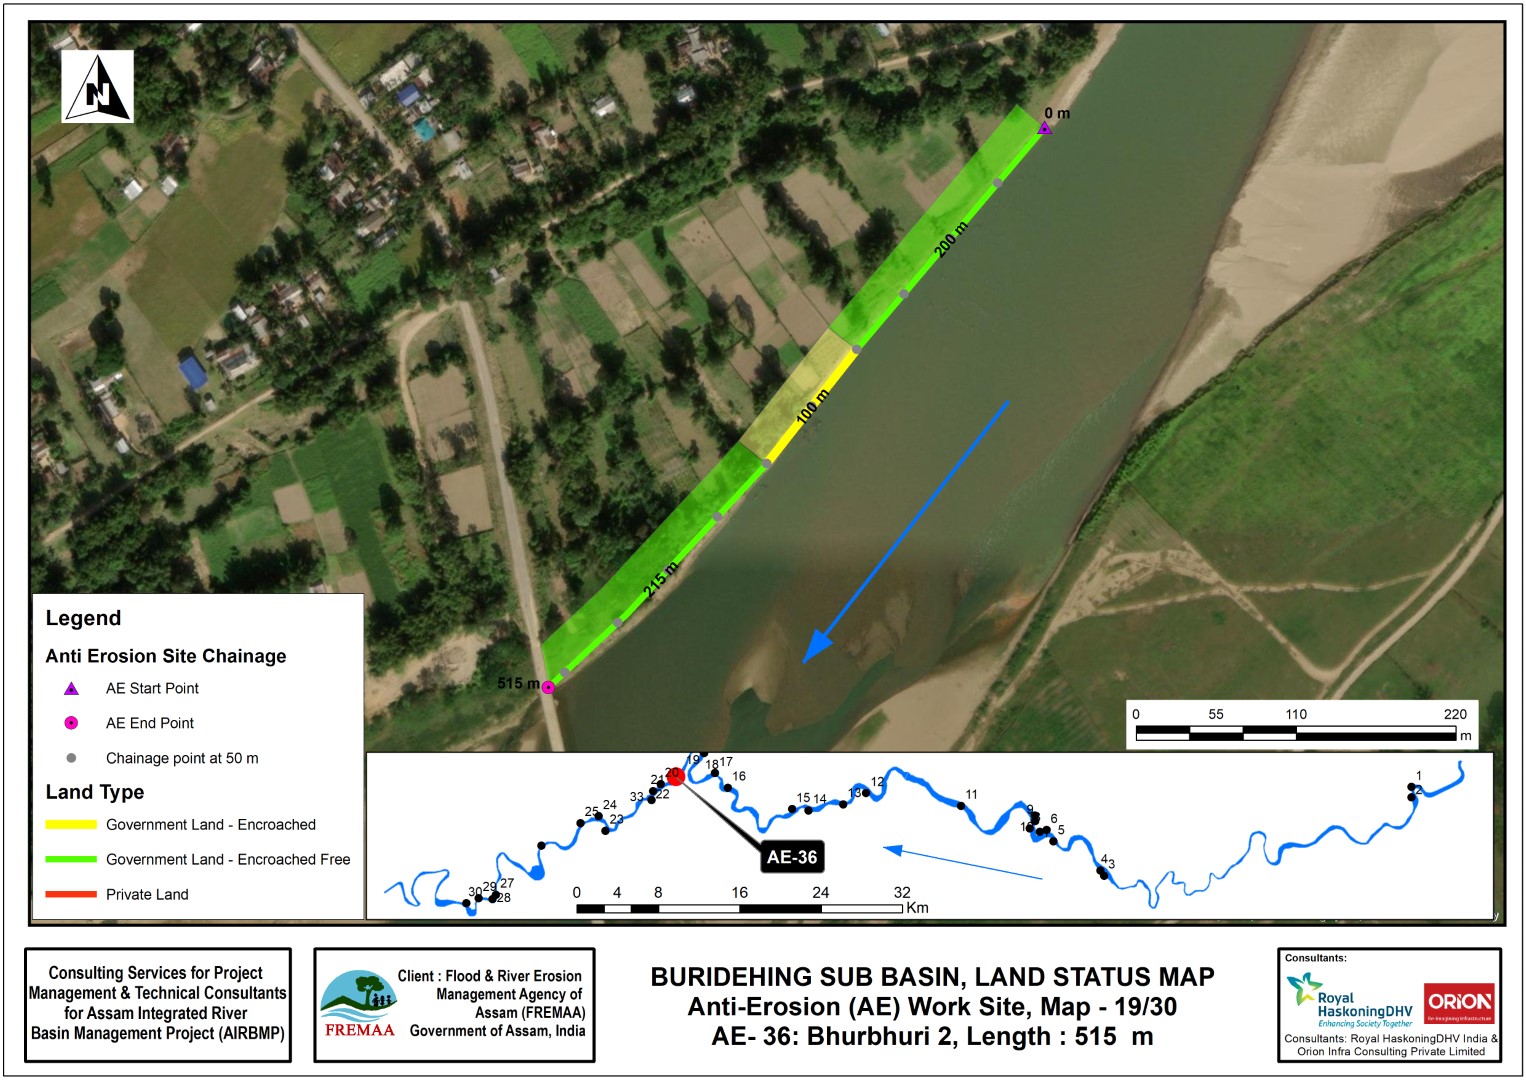 N
0 m
200 m
100 m
215 m
515 m
Legend
Anti Erosion Site Chainage
AE Start Point
AE End Point
Chainage point at 50 m
Land Type
Government Land - Encroached
Government Land - Encroached Free
Private Land
0 55 110 220
m
19
18
17
16
20
21
22
33
24
25
23
15
14
13
12
11
9
6
5
4
3
1
2
27
28
29
30
AE-36
0 4 8 16 24 32
Km
Consulting Services for Project
Management & Technical Consultants
for Assam Integrated River
Basin Management Project (AIRBMP)
FREMAA
Client : Flood & River Erosion
Management Agency of
Assam (FREMAA)
Government of Assam, India
BURIDEHING SUB BASIN, LAND STATUS MAP
Anti-Erosion (AE) Work Site, Map - 19/30
AE- 36: Bhurbhuri 2, Length : 515 m
Consultants:
Royal
HaskoningDHV
Enhancing Society Together
ORION
Re-imagining Infrastructure
Consultants: Royal HaskoningDHV India &
Orion Infra Consulting Private Limited